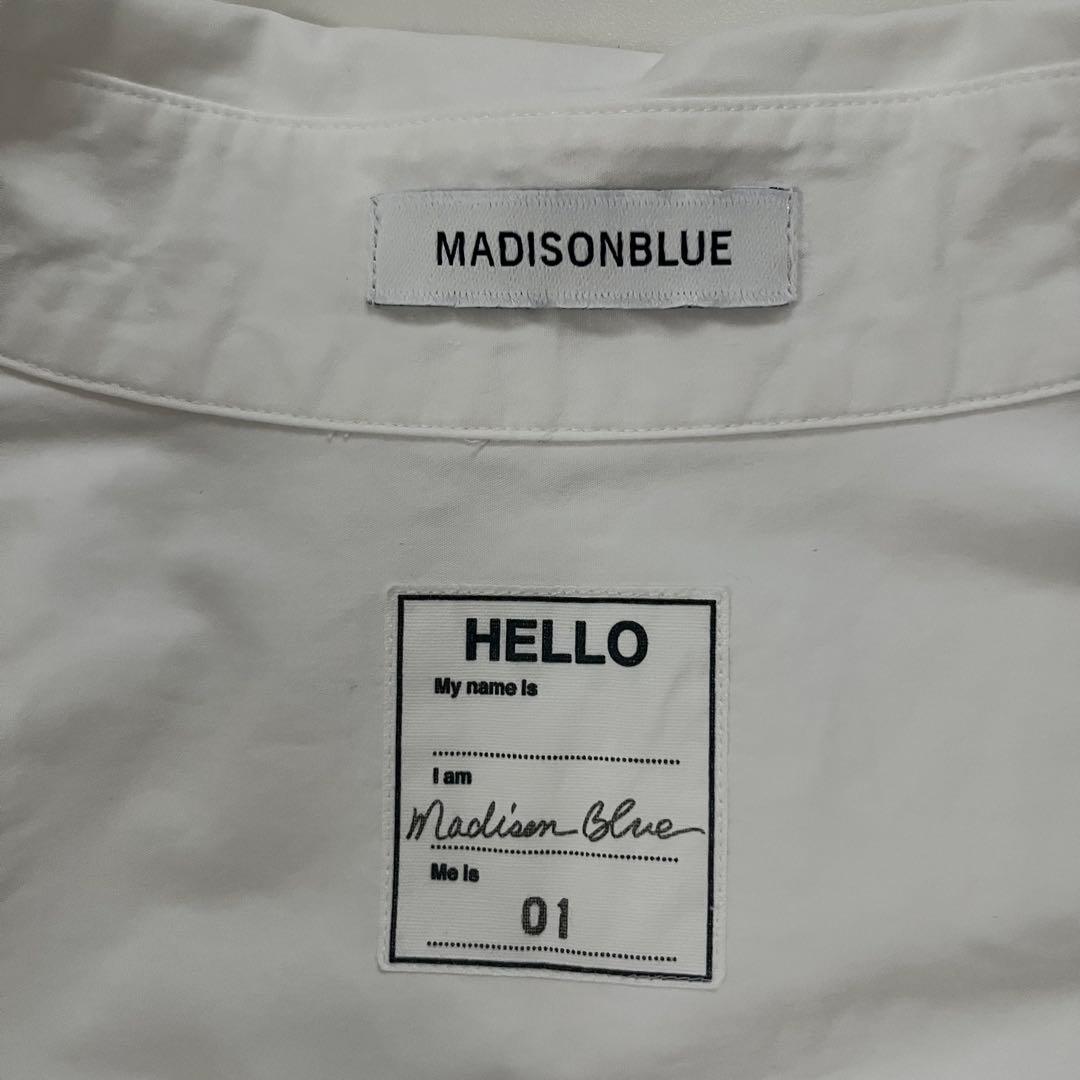 MADISONBLUE
HELLO
My name is
I am
Madison Blue
Me is
01